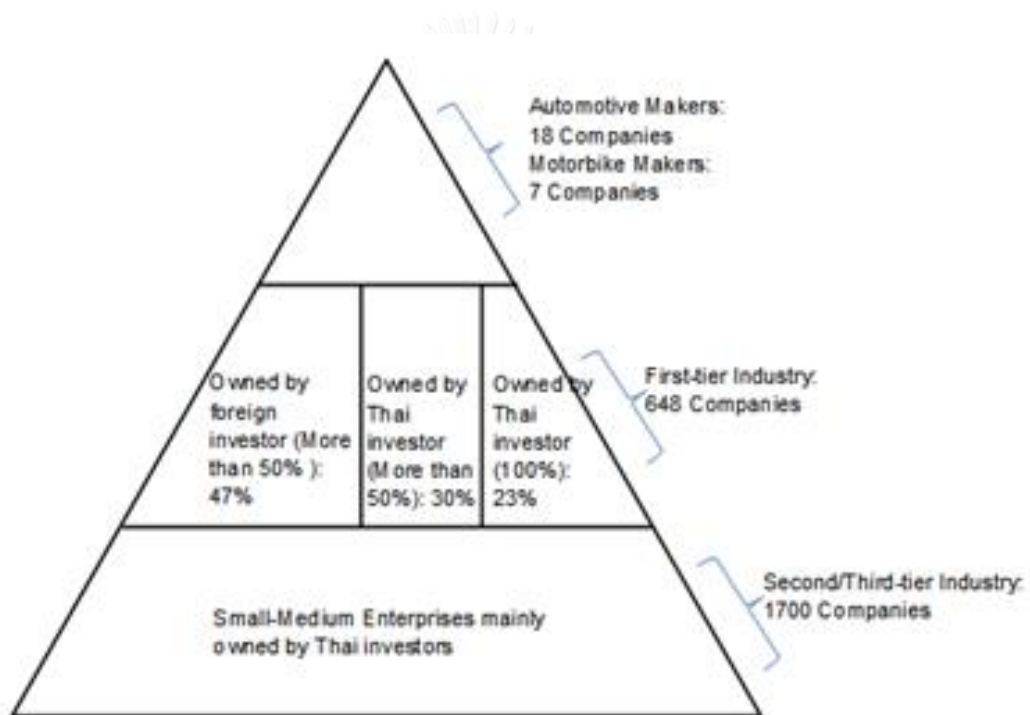 Automotive Makers:
18 Companies
Motorbike Makers:
7 Companies
Owned by
foreign
investor (More
than 50% ):
47%
Owned by
Thai
investor
(More than
50%): 30%
Owned by
Thai
investor
(100%):
23%
First-tier Industry:
648 Companies
Small-Medium Enterprises mainly
owned by Thai investors
Second/Third-tier Industry:
1700 Companies